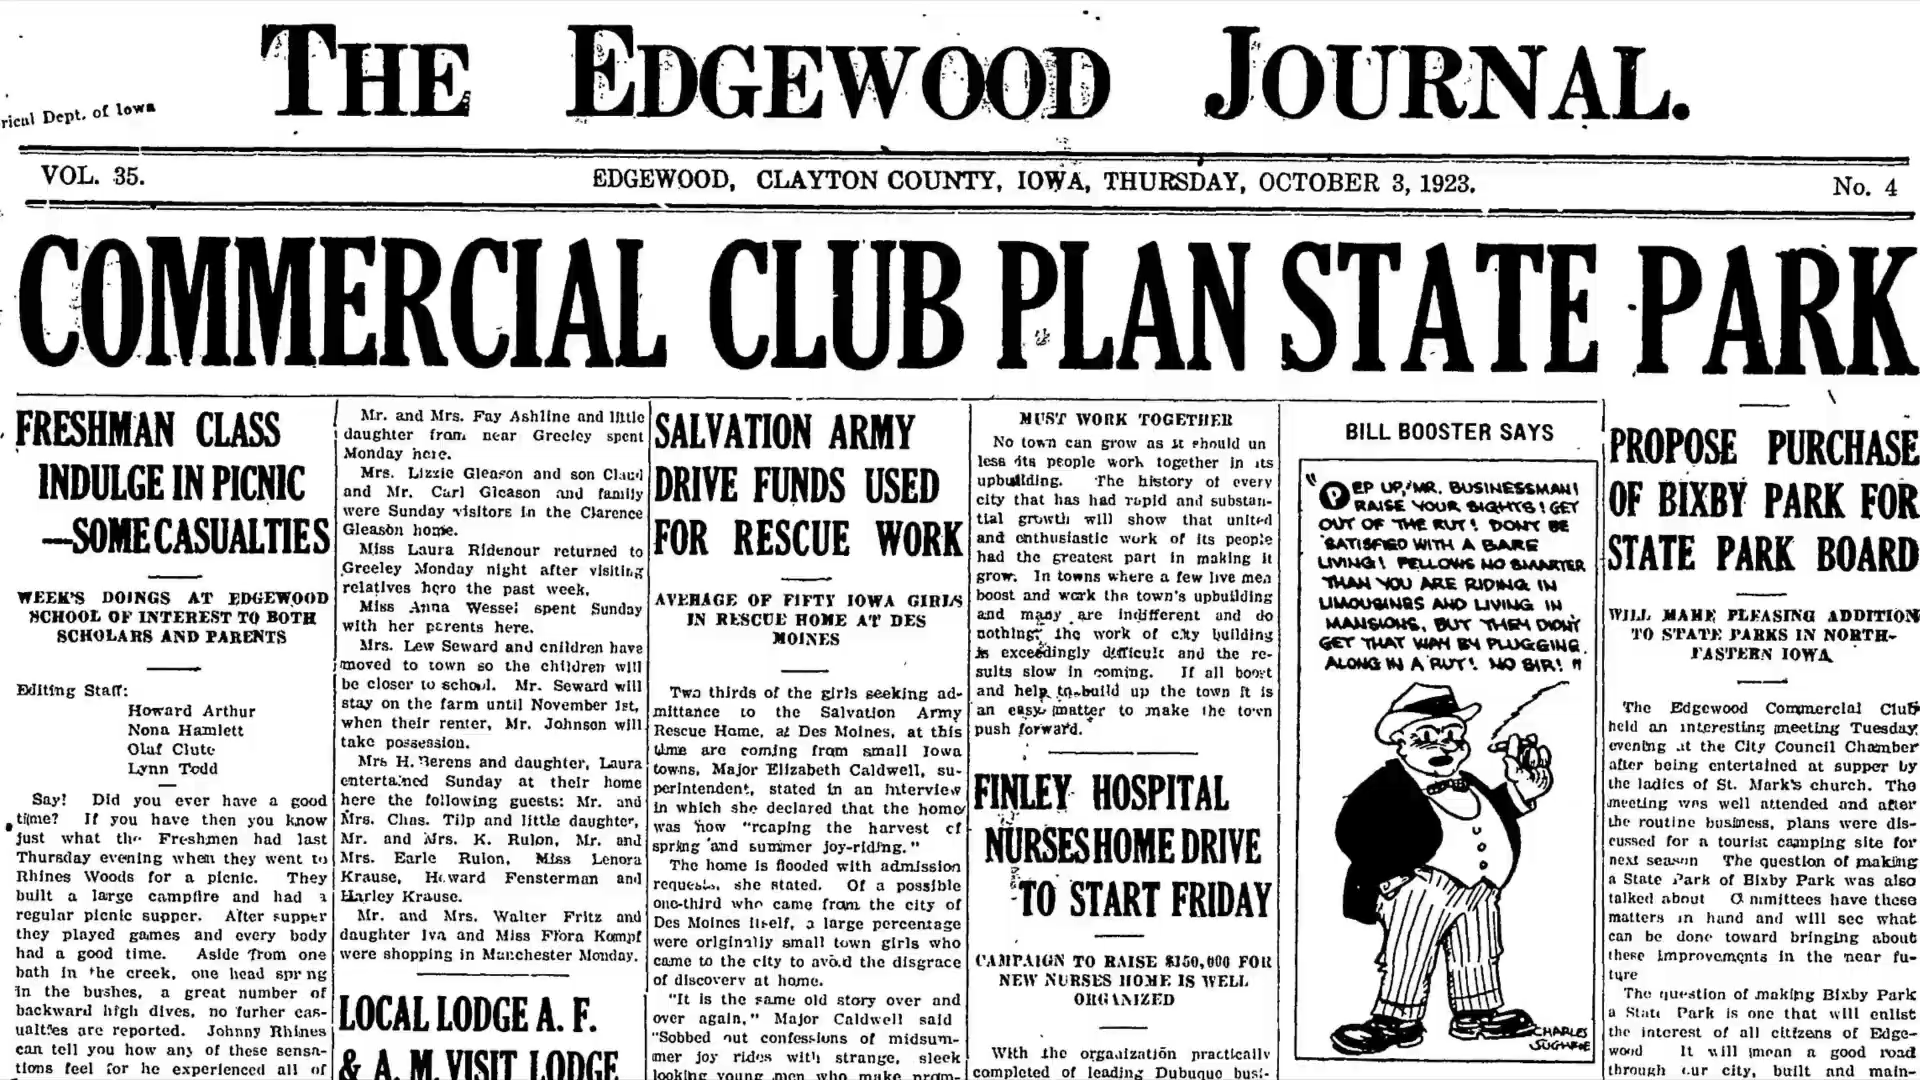 THE EDGEWOOD JOURNAL.
rical Dept. of Iowa
VOL. 35.
EDGEWOOD, CLAYTON COUNTY, IOWA, THURSDAY, OCTOBER 3, 1923.
No. 4
COMMERCIAL CLUB PLAN STATE PARK
FRESHMAN CLASS
INDULGE IN PICNIC
—SOME CASUALTIES
WEEK'S DOINGS AT EDGEWOOD
SCHOOL OF INTEREST TO BOTH
SCHOLARS AND PARENTS
Editing Staff:
Howard Arthur
Nona Hamlett
Olaf Clute
Lynn Todd
Say! Did you ever have a good
time? If you have then you know
just what the Freshmen had last
Thursday evening when they went to
Rhines Woods for a picnic. They
built a large campfire and had a
regular picnic supper. After supper
they played games and every body
had a good time. Aside from one
bath in the creek, one head spr ng
in the bushes, a great number of
backward high dives, no furher cas-
ualties are reported. Johnny Rhines
can tell you how any of these sensa-
tions feel for he experienced all of
Mr. and Mrs. Fay Ashline and little
daughter from near Greeley spent
Monday here.
Mrs. Lizzie Gleason and son Claud
and Mr. Carl Gleason and family
were Sunday visitors in the Clarence
Gleason home.
Miss Laura Ridenour returned to
Greeley Monday night after visiting
relatives here the past week.
Miss Anna Wessel spent Sunday
with her parents here.
Mrs. Lew Seward and children have
moved to town so the children will
be closer to school. Mr. Seward will
stay on the farm until November 1st,
when their renter, Mr. Johnson will
take possession.
Mrs H. Berens and daughter, Laura
entertained Sunday at their home
here the following guests: Mr. and
Mrs. Chas. Tilp and little daughter,
Mr. and Mrs. K. Rulon, Mr. and
Mrs. Earle Rulon, Miss Lenora
Krause, Howard Fensterman and
Harley Krause.
Mr. and Mrs. Walter Fritz and
daughter Iva and Miss Flora Kompf
were shopping in Manchester Monday.
LOCAL LODGE A. F.
& A. M. VISIT LODGE
SALVATION ARMY
DRIVE FUNDS USED
FOR RESCUE WORK
AVERAGE OF FIFTY IOWA GIRLS
IN RESCUE HOME AT DES
MOINES
Two thirds of the girls seeking ad-
mittance to the Salvation Army
Rescue Home, at Des Moines, at this
time are coming from small Iowa
towns, Major Elizabeth Caldwell, su-
perintendent, stated in an interview
in which she declared that the home
was now "reaping the harvest of
spring and summer joy-riding."
The home is flooded with admission
requests, she stated. Of a possible
one-third who came from the city of
Des Moines itself, a large percentage
were originally small town girls who
came to the city to avoid the disgrace
of discovery at home.
"It is the same old story over and
over again," Major Caldwell said
"Sobbed out confessions of midsum-
mer joy rides with strange, sleek
looking young men who make prom-
MUST WORK TOGETHER
No town can grow as it should un
less its people work together in its
upbuilding. The history of every
city that has had rapid and substan-
tial growth will show that united
and enthusiastic work of its people
had the greatest part in making it
grow. In towns where a few live men
boost and work the town's upbuilding
and many are indifferent and do
nothing the work of city building
is exceedingly difficult and the re-
sults slow in coming. If all boost
and help to build up the town it is
an easy matter to make the town
push forward.
FINLEY HOSPITAL
NURSES HOME DRIVE
TO START FRIDAY
CAMPAIGN TO RAISE $150,000 FOR
NEW NURSES HOME IS WELL
ORGANIZED
With the organization practically
completed of leading Dubuque busi-
BILL BOOSTER SAYS
"PEP UP, MR. BUSINESSMAN!
RAISE YOUR SIGHTS! GET
OUT OF THE RUT! DON'T BE
SATISFIED WITH A BARE
LIVING! FELLOWS NO SMARTER
THAN YOU ARE RIDING IN
LIMOUSINES AND LIVING IN
MANSIONS, BUT THEY DIDN'T
GET THAT WAY BY PLUGGING
ALONG IN A RUT! NO SIR!"
CHARLES
SUGHROE
PROPOSE PURCHASE
OF BIXBY PARK FOR
STATE PARK BOARD
WILL MAKE PLEASING ADDITION
TO STATE PARKS IN NORTH-
EASTERN IOWA
The Edgewood Commercial Club
held an interesting meeting Tuesday
evening at the City Council Chamber
after being entertained at supper by
the ladies of St. Mark's church. The
meeting was well attended and after
the routine business, plans were dis-
cussed for a tourist camping site for
next season The question of making
a State Park of Bixby Park was also
talked about Committees have these
matters in hand and will see what
can be done toward bringing about
these improvements in the near fu-
ture
The question of making Bixby Park
a State Park is one that will enlist
the interest of all citizens of Edge-
wood It will mean a good road
through our city, built and main-